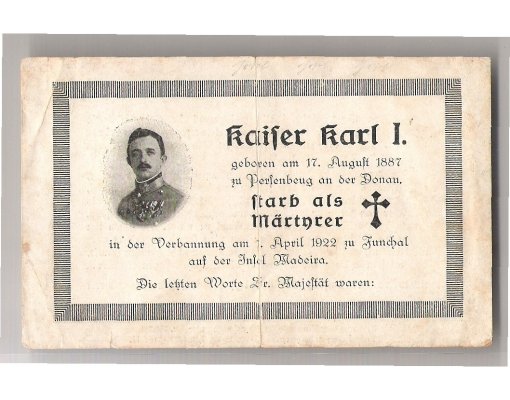 Kaiser Karl I.
geboren am 17. August 1887
zu Persenbeug an der Donau,
starb als
Märtyrer
in der Verbannung am 1. April 1922 zu Funchal
auf der Insel Madeira.
Die letzten Worte Sr. Majestät waren: